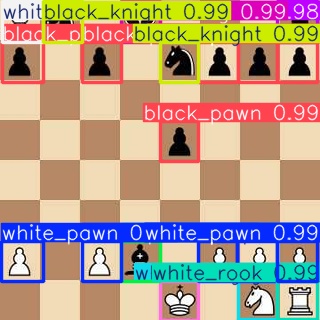 whit black_knight 0.99 0.99.98
black_p black black_knight 0.99
black_pawn 0.99
white_pawn 0 white_pawn 0.99
wl white_rook 0.99